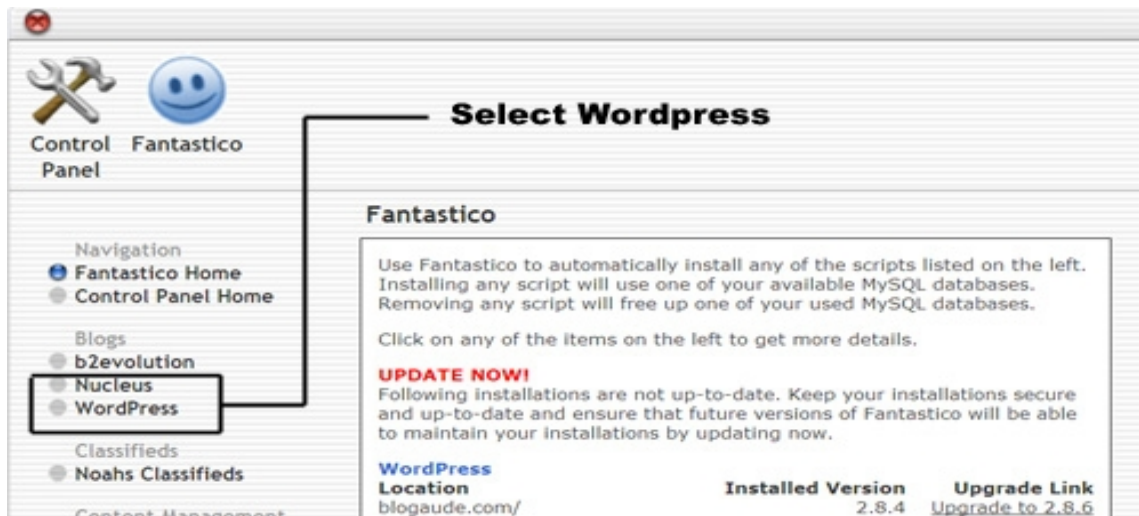 Control Panel
Fantastico
Select Wordpress
Navigation
Fantastico Home
Control Panel Home
Blogs
b2evolution
Nucleus
WordPress
Classifieds
Noahs Classifieds
Content Management
Fantastico
Use Fantastico to automatically install any of the scripts listed on the left.
Installing any script will use one of your available MySQL databases.
Removing any script will free up one of your used MySQL databases.
Click on any of the items on the left to get more details.
UPDATE NOW!
Following installations are not up-to-date. Keep your installations secure
and up-to-date and ensure that future versions of Fantastico will be able
to maintain your installations by updating now.
WordPress
Location Installed Version Upgrade Link
blogaude.com/ 2.8.4 Upgrade to 2.8.6